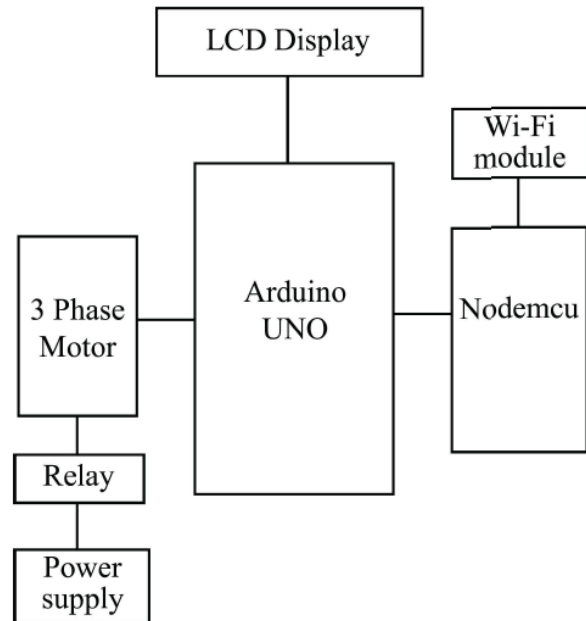 LCD Display
Wi-Fi
module
3 Phase
Motor
Arduino
UNO
Nodemcu
Relay
Power
supply